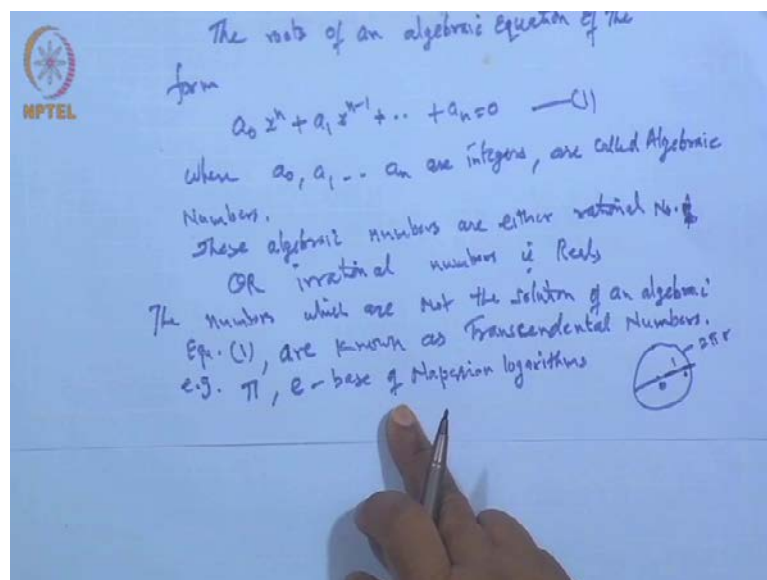 NPTEL
The roots of an algebraic equation of the
form
a₀ x^n + a₁ x^{n-1} + ·· + aₙ = 0 —(1)
where a₀, a₁ -- aₙ are integers, are called Algebraic
Numbers.
These algebraic numbers are either rational No.
OR irrational numbers ie Reals
The numbers which are not the solution of an algebraic
Equ. (1), are known as Transcendental Numbers.
e.g. π, e - base of Naperian logarithms
2πr